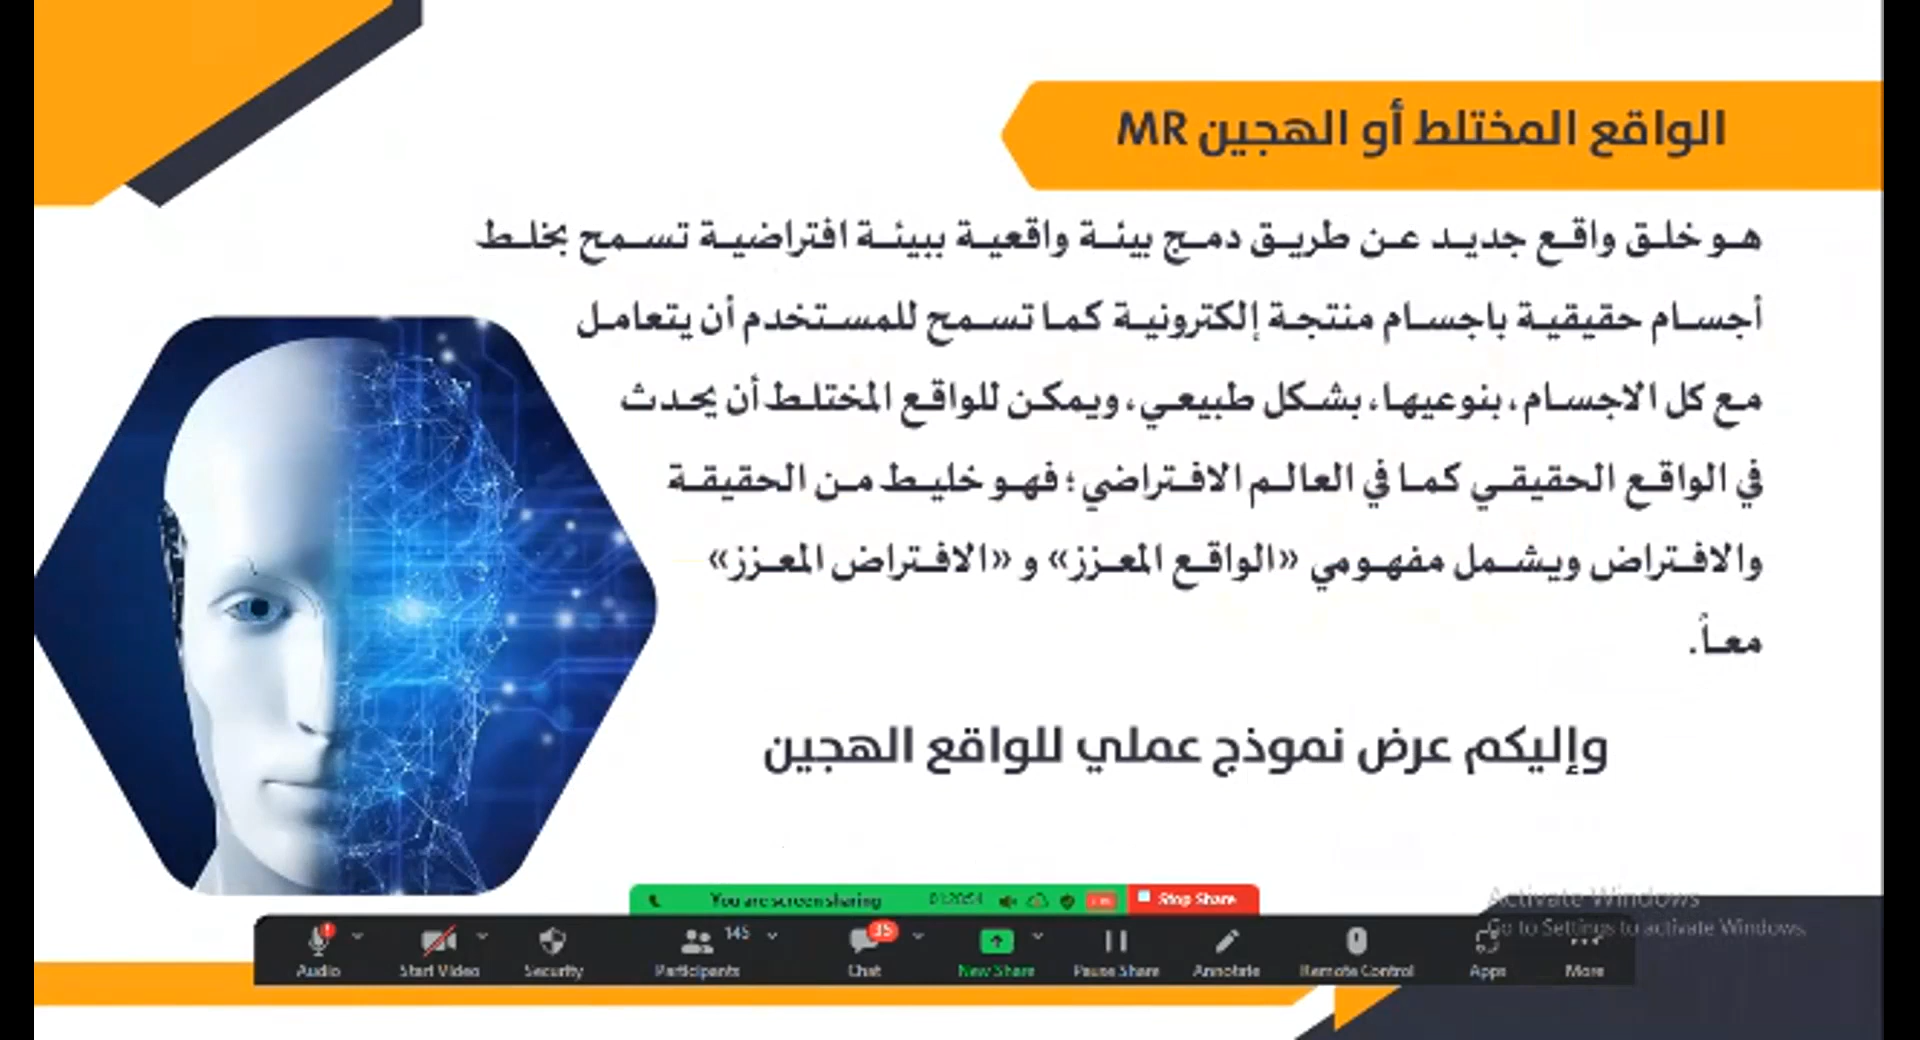 الواقع المختلط أو الهجين MR
هو خلق واقع جديد عن طريق دمج بيئة واقعية ببيئة افتراضية تسمح بخلط
أجسام حقيقية باجسام منتجة إلكترونية كما تسمح للمستخدم أن يتعامل
مع كل الاجسام، بنوعيها، بشكل طبيعي، ويمكن للواقع المختلط أن يحدث
في الواقع الحقيقي كما في العالم الافتراضي؛ فهو خليط من الحقيقة
والافتراض ويشمل مفهومي «الواقع المعزز» و «الافتراض المعزز»
معاً.
وإليكم عرض نموذج عملي للواقع الهجين
You are screen sharing
Stop Share
Activate Windows
Go to Settings to activate Windows.
145
35
Audio
Start Video
Security
Participants
Chat
New Share
Pause Share
Annotate
Remote Control
Apps
More